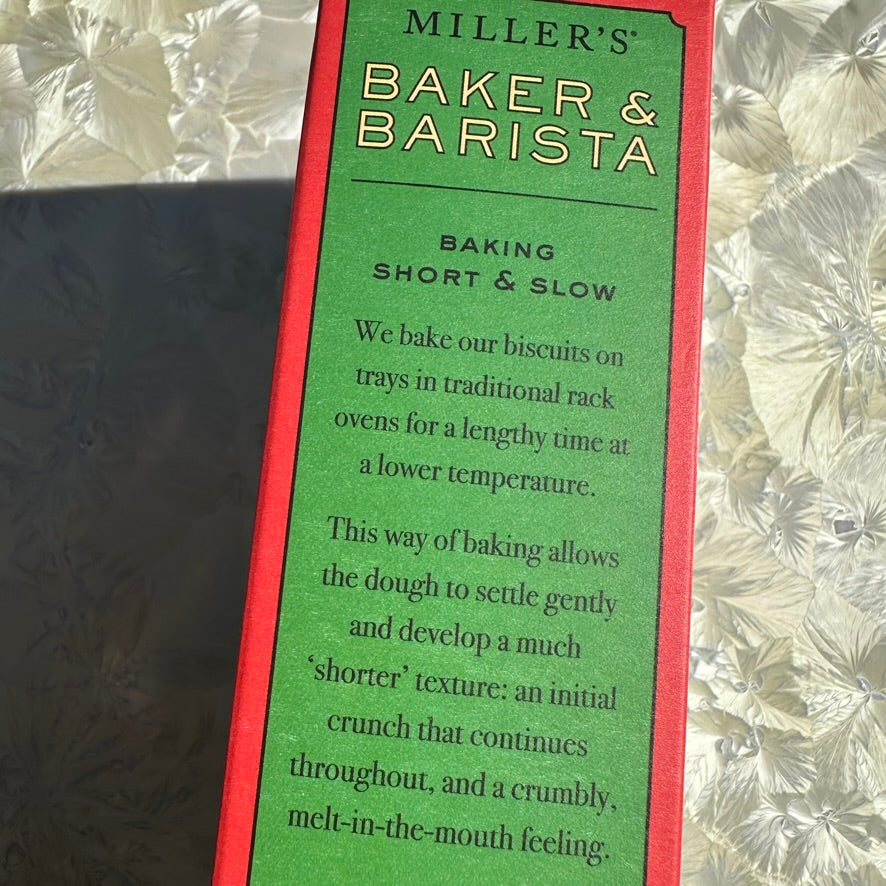 MILLER'S®
BAKER &
BARISTA
BAKING
SHORT & SLOW
We bake our biscuits on
trays in traditional rack
ovens for a lengthy time at
a lower temperature.
This way of baking allows
the dough to settle gently
and develop a much
‘shorter’ texture: an initial
crunch that continues
throughout, and a crumbly,
melt-in-the-mouth feeling.